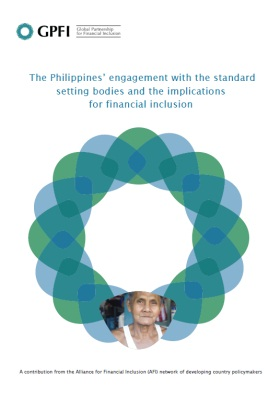 GPFI Global Partnership
for Financial Inclusion
The Philippines' engagement with the standard
setting bodies and the implications
for financial inclusion
A contribution from the Alliance for Financial Inclusion (AFI) network of developing country policymakers